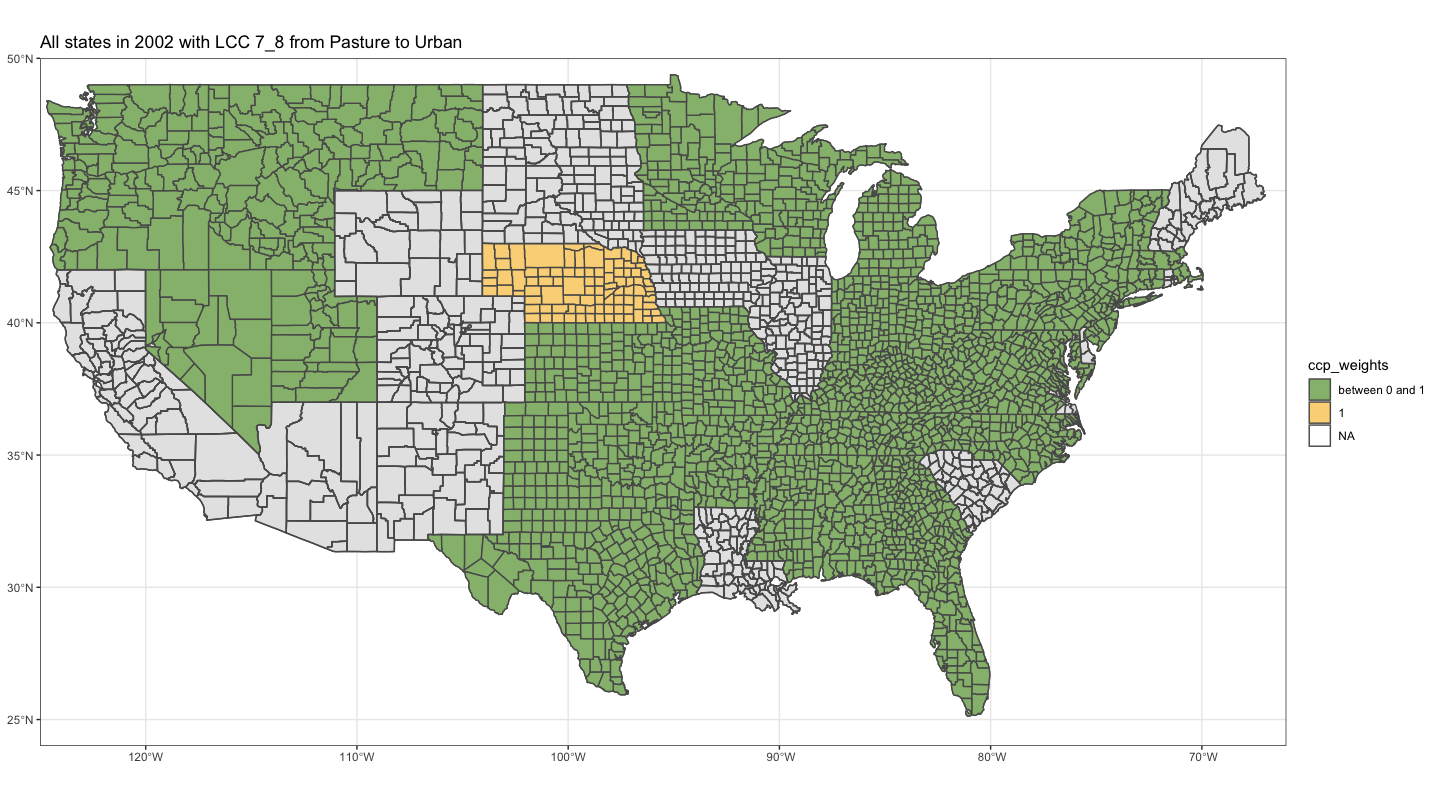 All states in 2002 with LCC 7_8 from Pasture to Urban
50°N
45°N
40°N
35°N
30°N
25°N
120°W
110°W
100°W
90°W
80°W
70°W
ccp_weights
between 0 and 1
1
NA